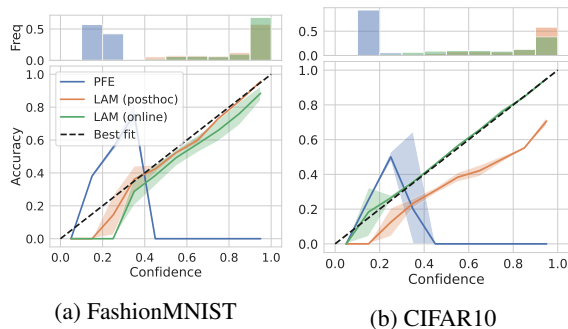 Freq
0.5
0.0
1.0
0.8
0.6
0.4
0.2
0.0
Accuracy
PFE
LAM (posthoc)
LAM (online)
Best fit
0.0 0.2 0.4 0.6 0.8 1.0
Confidence
0.5
0.0
1.0
0.8
0.6
0.4
0.2
0.0
0.0 0.2 0.4 0.6 0.8 1.0
Confidence
(a) FashionMNIST
(b) CIFAR10